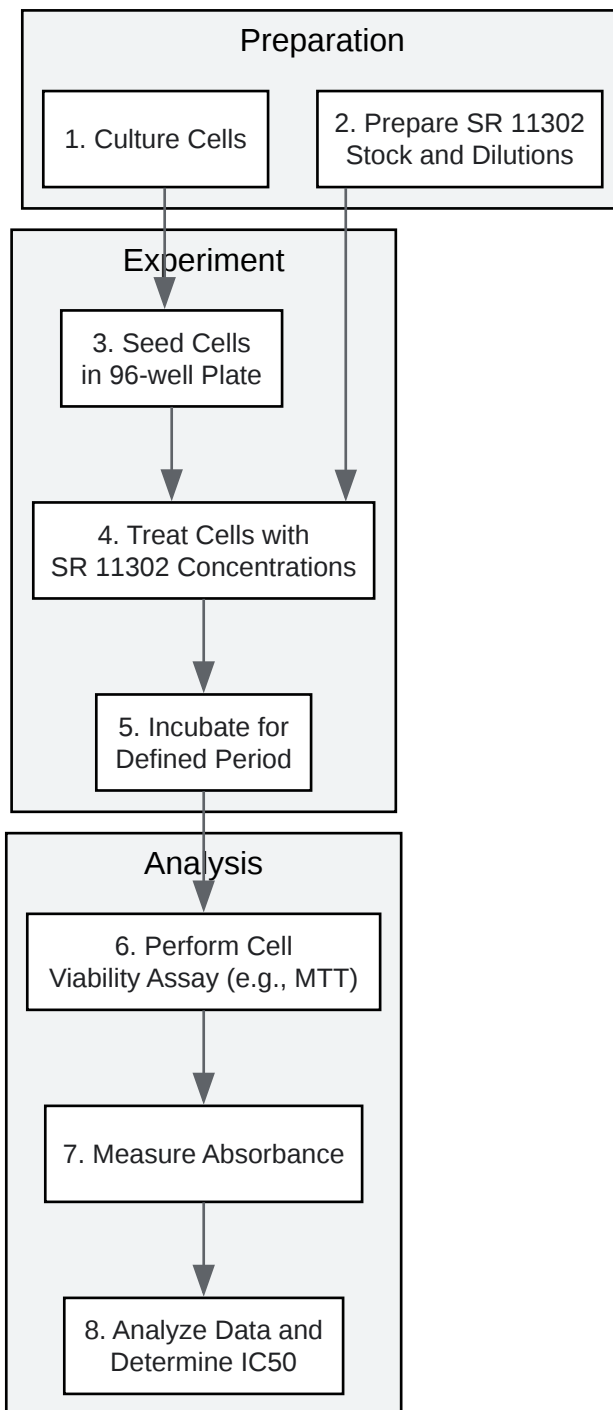 Preparation
1. Culture Cells
2. Prepare SR 11302
Stock and Dilutions
Experiment
3. Seed Cells
in 96-well Plate
4. Treat Cells with
SR 11302 Concentrations
5. Incubate for
Defined Period
Analysis
6. Perform Cell
Viability Assay (e.g., MTT)
7. Measure Absorbance
8. Analyze Data and
Determine IC50